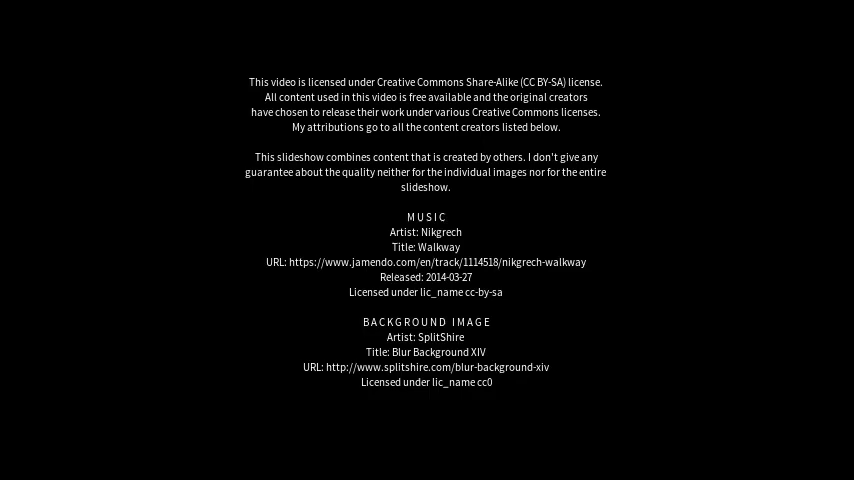 This video is licensed under Creative Commons Share-Alike (CC BY-SA) license.
All content used in this video is free available and the original creators
have chosen to release their work under various Creative Commons licenses.
My attributions go to all the content creators listed below.
This slideshow combines content that is created by others. I don't give any
guarantee about the quality neither for the individual images nor for the entire
slideshow.
MUSIC
Artist: Nikgrech
Title: Walkway
URL: https://www.jamendo.com/en/track/1114518/nikgrech-walkway
Released: 2014-03-27
Licensed under lic_name cc-by-sa
BACKGROUND IMAGE
Artist: SplitShire
Title: Blur Background XIV
URL: http://www.splitshire.com/blur-background-xiv
Licensed under lic_name cc0